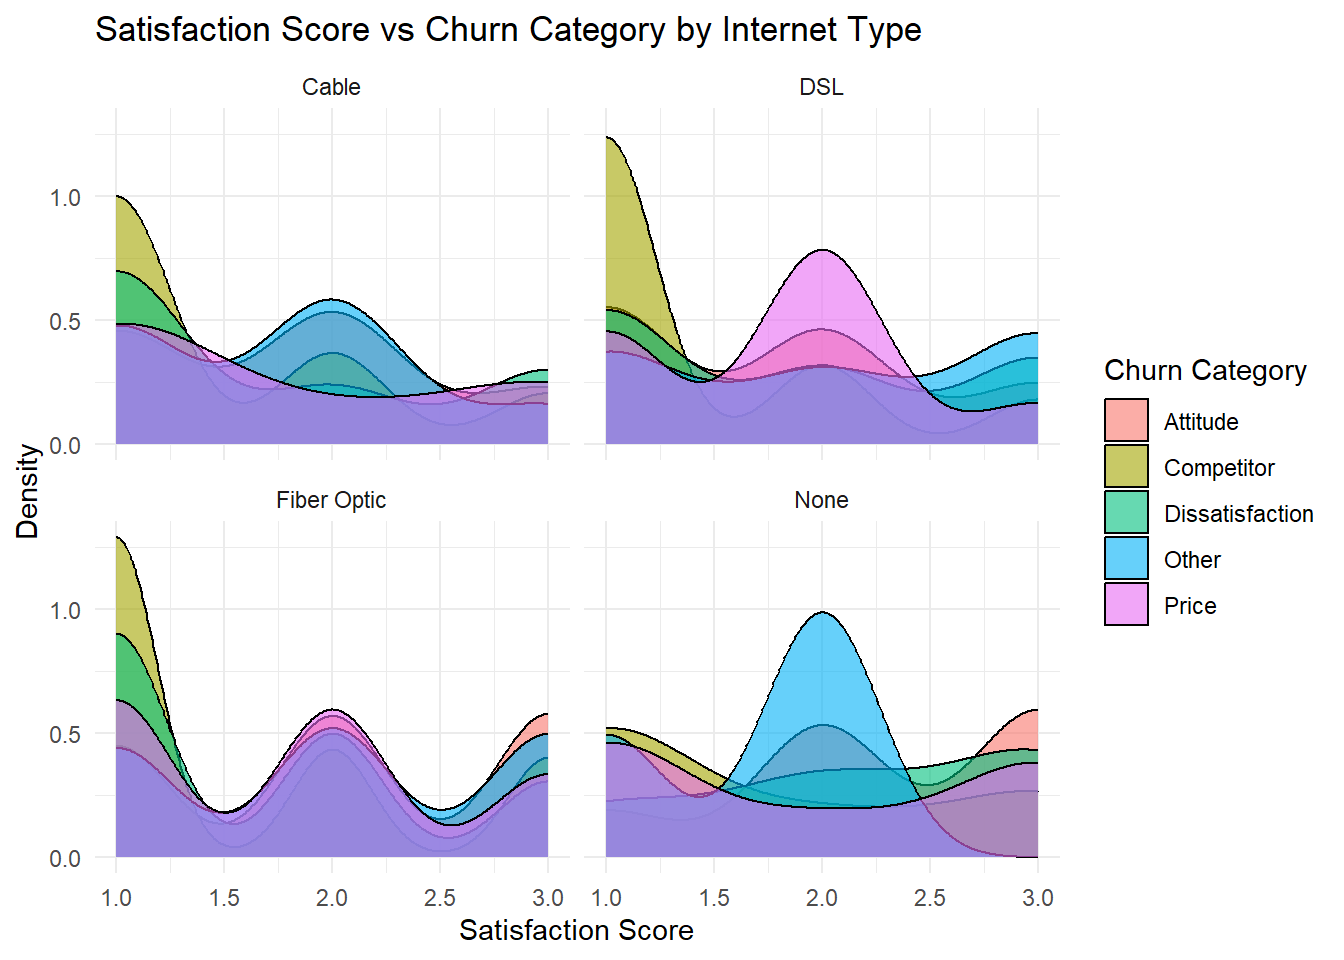 Satisfaction Score vs Churn Category by Internet Type
Cable
DSL
1.0
0.5
0.0
Fiber Optic
None
1.0
0.5
0.0
1.0 1.5 2.0 2.5 3.0
1.0 1.5 2.0 2.5 3.0
Satisfaction Score
Density
Churn Category
Attitude
Competitor
Dissatisfaction
Other
Price